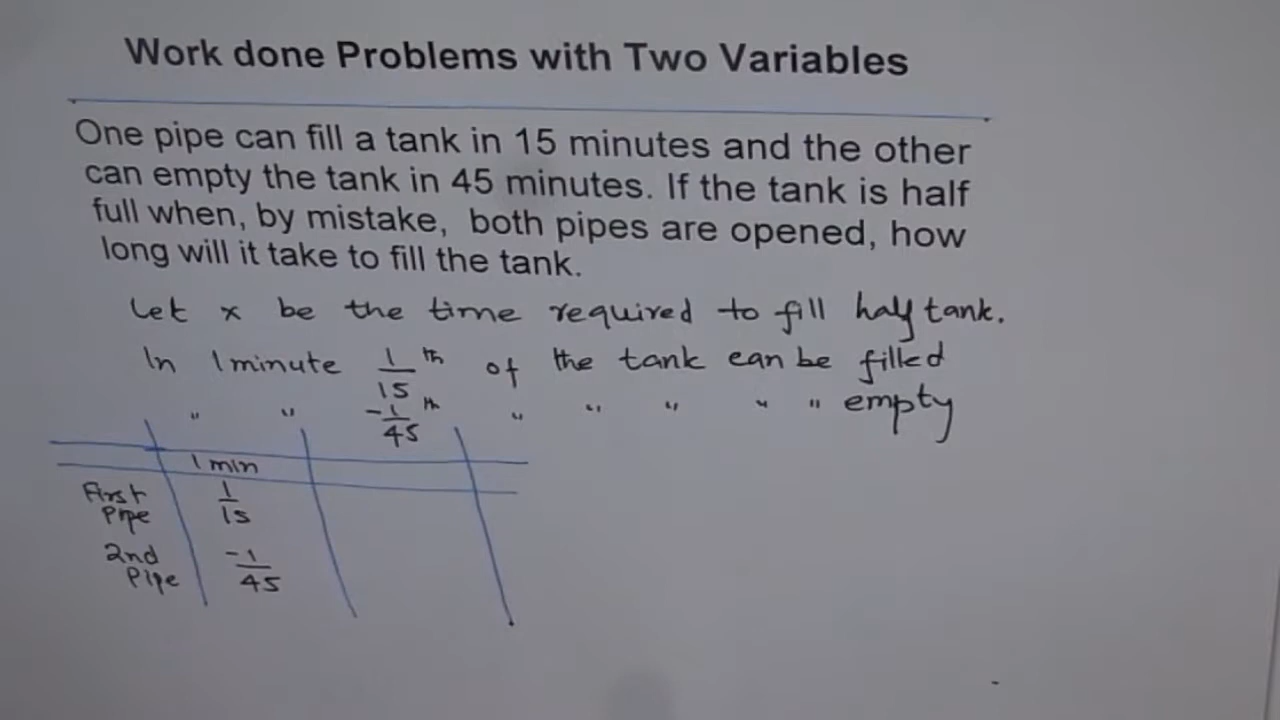 Work done Problems with Two Variables
One pipe can fill a tank in 15 minutes and the other
can empty the tank in 45 minutes. If the tank is half
full when, by mistake, both pipes are opened, how
long will it take to fill the tank.
Let x be the time required to fill half tank.
In 1 minute 1/15 th of the tank can be filled
" " -1/45 th " " " " " empty
1 min
First Pipe 1/15
2nd Pipe -1/45